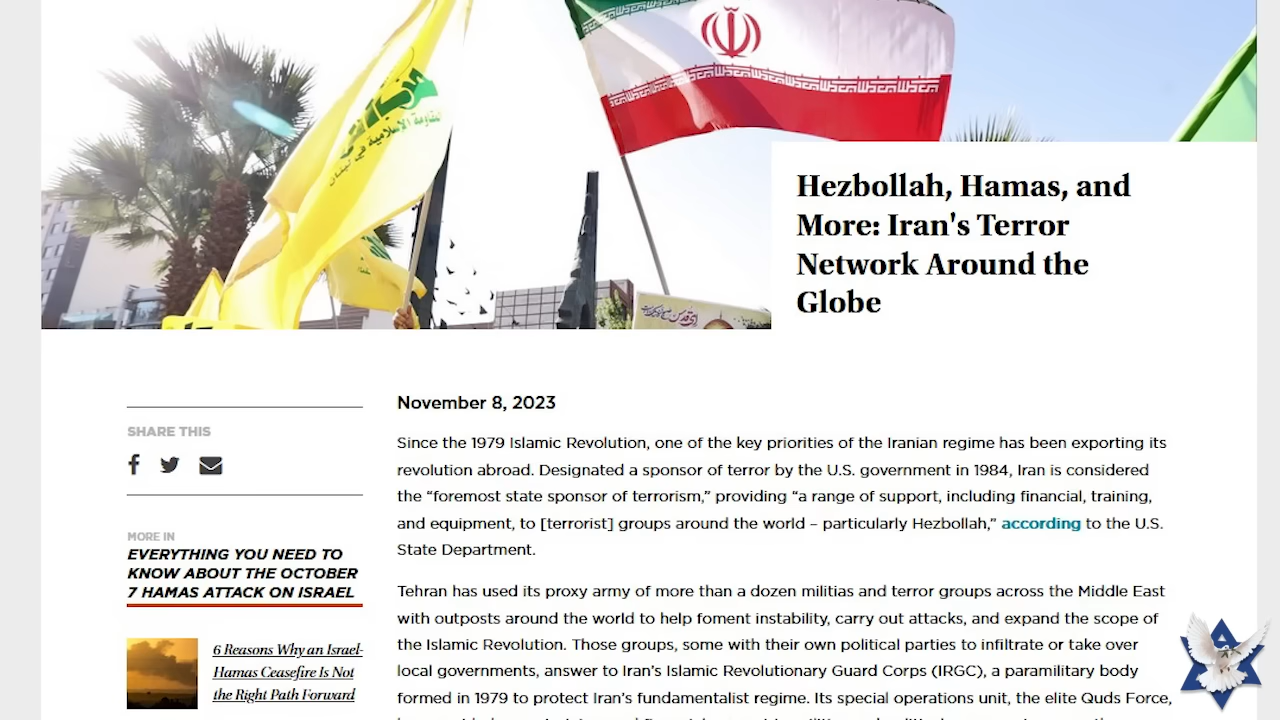 المقاومة الإسلامية في لبنان
Hezbollah, Hamas, and
More: Iran's Terror
Network Around the
Globe
November 8, 2023
Since the 1979 Islamic Revolution, one of the key priorities of the Iranian regime has been exporting its
revolution abroad. Designated a sponsor of terror by the U.S. government in 1984, Iran is considered
the “foremost state sponsor of terrorism,” providing “a range of support, including financial, training,
and equipment, to [terrorist] groups around the world – particularly Hezbollah,” according to the U.S.
State Department.
Tehran has used its proxy army of more than a dozen militias and terror groups across the Middle East
with outposts around the world to help foment instability, carry out attacks, and expand the scope of
the Islamic Revolution. Those groups, some with their own political parties to infiltrate or take over
local governments, answer to Iran’s Islamic Revolutionary Guard Corps (IRGC), a paramilitary body
formed in 1979 to protect Iran’s fundamentalist regime. Its special operations unit, the elite Quds Force,
SHARE THIS
MORE IN
EVERYTHING YOU NEED TO
KNOW ABOUT THE OCTOBER
7 HAMAS ATTACK ON ISRAEL
6 Reasons Why an Israel-
Hamas Ceasefire Is Not
the Right Path Forward